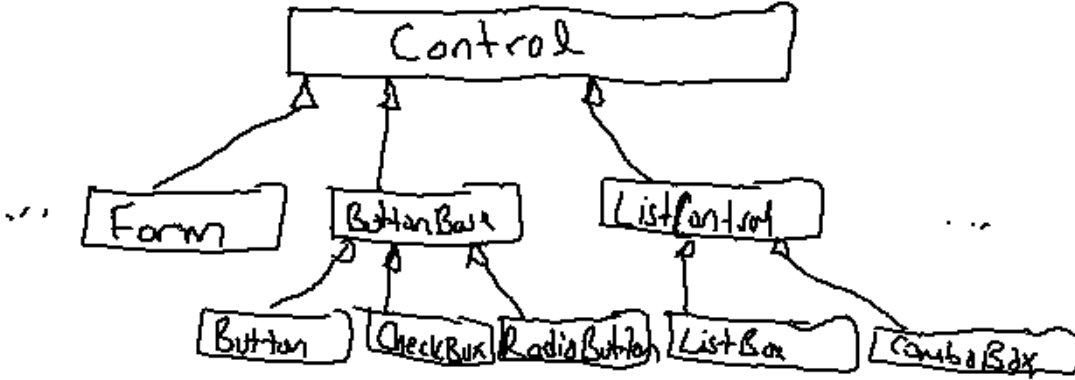 Control
... Form ButtonBase ListControl ...
Button CheckBox RadioButton ListBox ComboBox